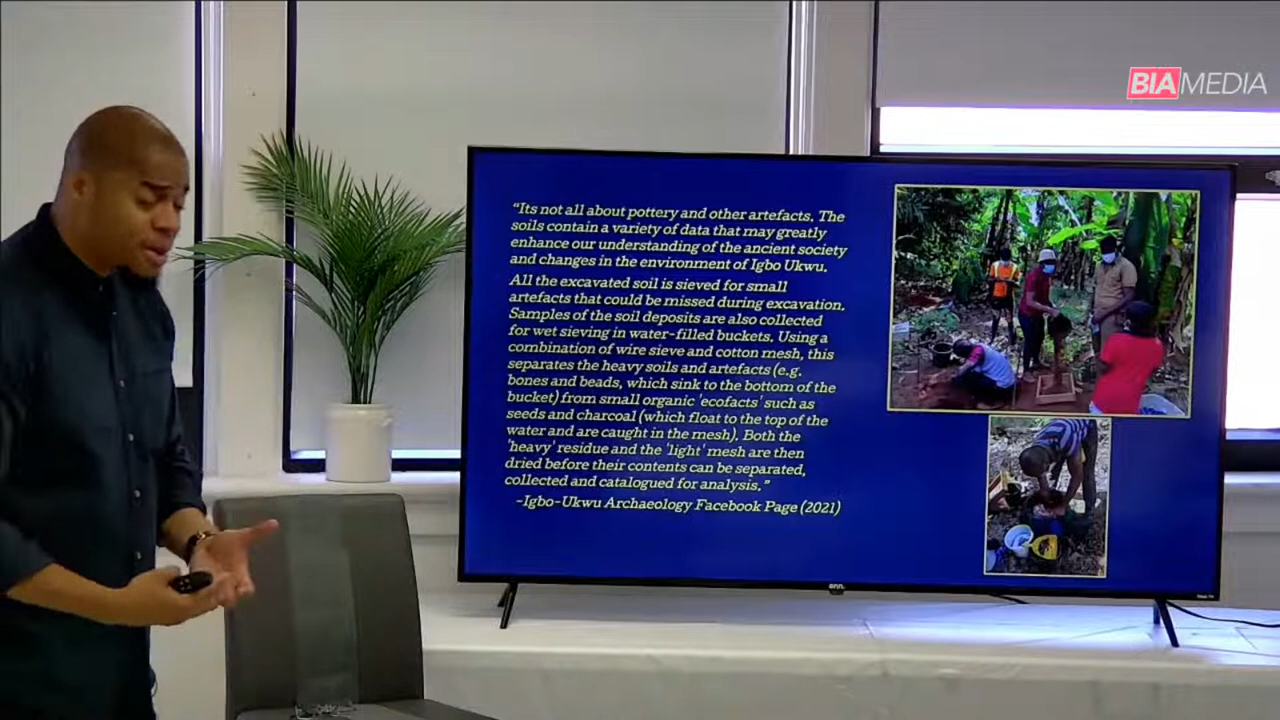 BIAMEDIA
“Its not all about pottery and other artefacts. The
soils contain a variety of data that may greatly
enhance our understanding of the ancient society
and changes in the environment of Igbo Ukwu.
All the excavated soil is sieved for small
artefacts that could be missed during excavation.
Samples of the soil deposits are also collected
for wet sieving in water-filled buckets. Using a
combination of wire sieve and cotton mesh, this
separates the heavy soils and artefacts (e.g.
bones and beads, which sink to the bottom of the
bucket) from small organic 'ecofacts' such as
seeds and charcoal (which float to the top of the
water and are caught in the mesh). Both the
'heavy' residue and the 'light' mesh are then
dried before their contents can be separated,
collected and catalogued for analysis.”
-Igbo-Ukwu Archaeology Facebook Page (2021)
onn.